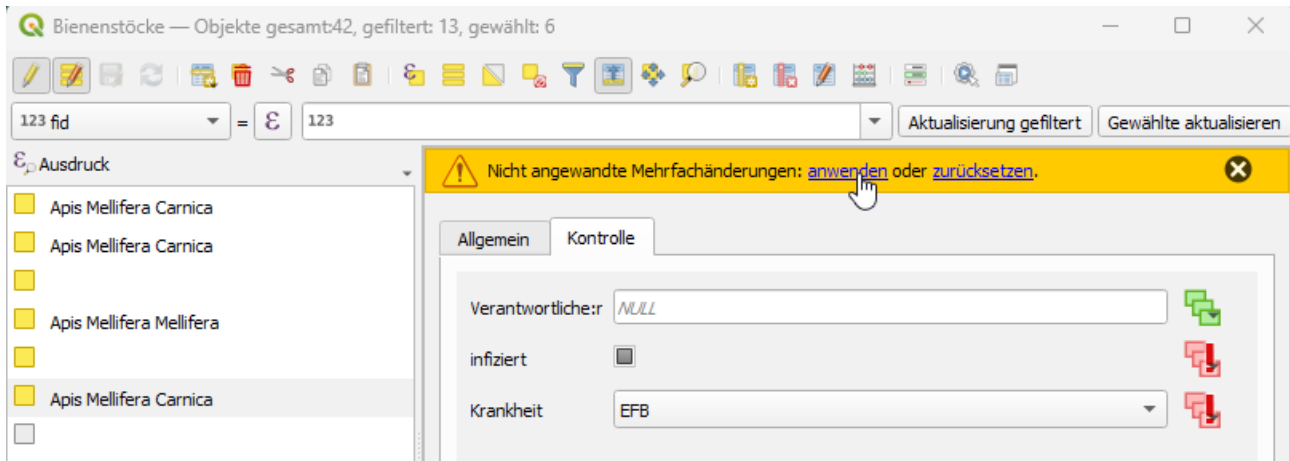 Bienenstöcke — Objekte gesamt:42, gefiltert: 13, gewählt: 6
123 fid = ε 123 Aktualisierung gefiltert Gewählte aktualisieren
Ausdruck
Nicht angewandte Mehrfachänderungen: anwenden oder zurücksetzen.
Apis Mellifera Carnica
Apis Mellifera Carnica
Apis Mellifera Mellifera
Apis Mellifera Carnica
Allgemein Kontrolle
Verantwortliche:r NULL
infiziert
Krankheit EFB